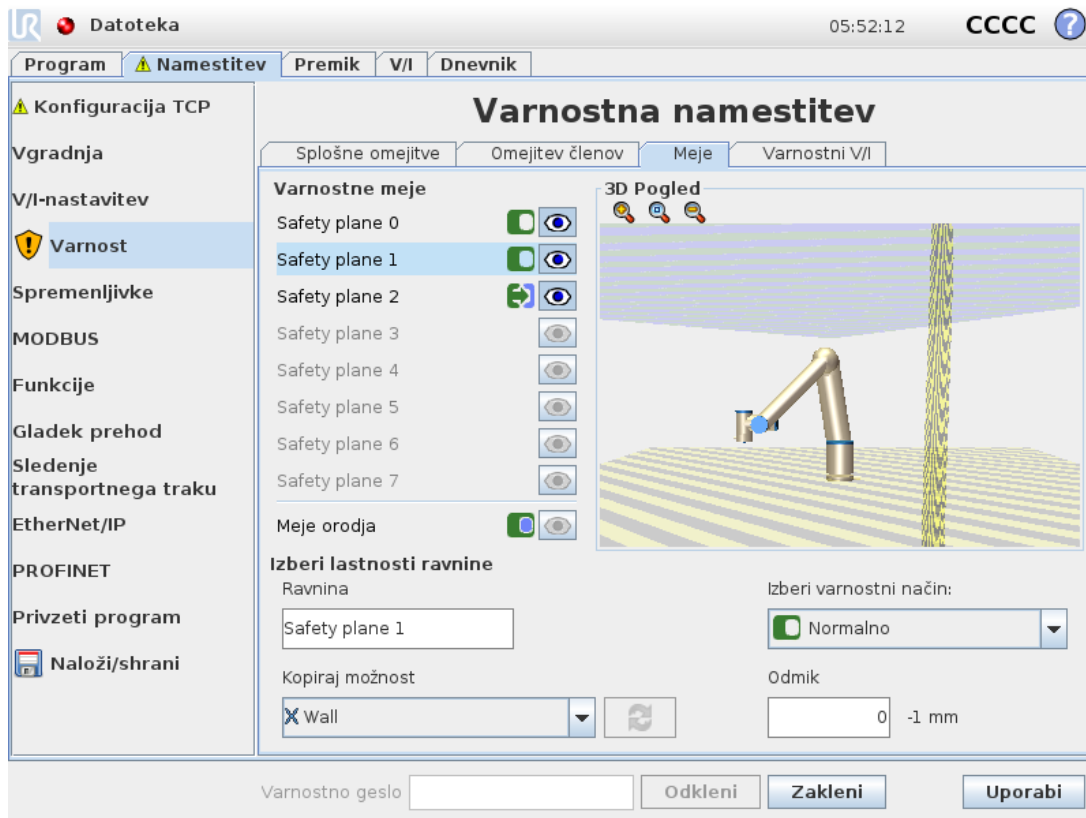 UR
Datoteka
05:52:12
CCCC
?
Program
Namestitev
Premik
V/I
Dnevnik
Konfiguracija TCP
Vgradnja
V/I-nastavitev
Varnost
Spremenljivke
MODBUS
Funkcije
Gladek prehod
Sledenje
transportnega traku
EtherNet/IP
PROFINET
Privzeti program
Naloži/shrani
Varnostna namestitev
Splošne omejitve
Omejitev členov
Meje
Varnostni V/I
Varnostne meje
Safety plane 0
Safety plane 1
Safety plane 2
Safety plane 3
Safety plane 4
Safety plane 5
Safety plane 6
Safety plane 7
Meje orodja
3D Pogled
Izberi lastnosti ravnine
Ravnina
Safety plane 1
Izberi varnostni način:
Normalno
Kopiraj možnost
Wall
Odmik
0 -1 mm
Varnostno geslo
Odkleni
Zakleni
Uporabi